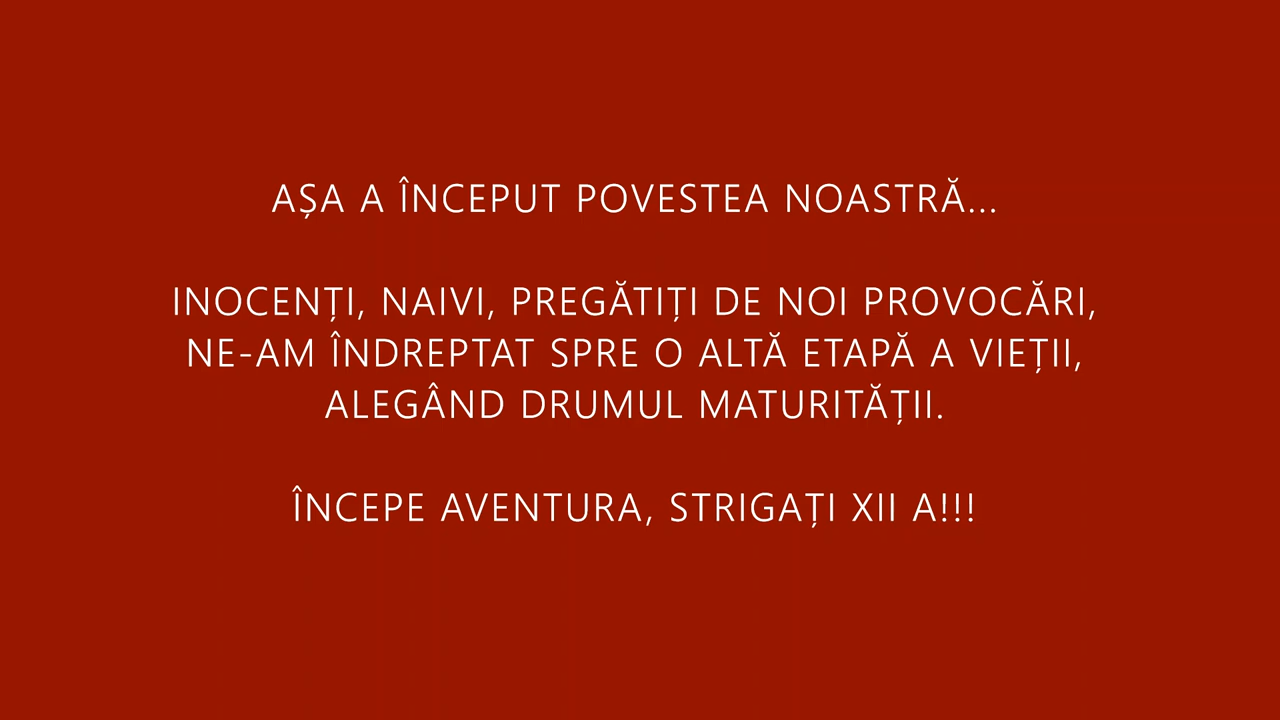 AȘA A ÎNCEPUT POVESTEA NOASTRĂ...
INOCENȚI, NAIVI, PREGĂTIȚI DE NOI PROVOCĂRI,
NE-AM ÎNDREPTAT SPRE O ALTĂ ETAPĂ A VIEȚII,
ALEGÂND DRUMUL MATURITĂȚII.
ÎNCEPE AVENTURA, STRIGAȚI XII A!!!